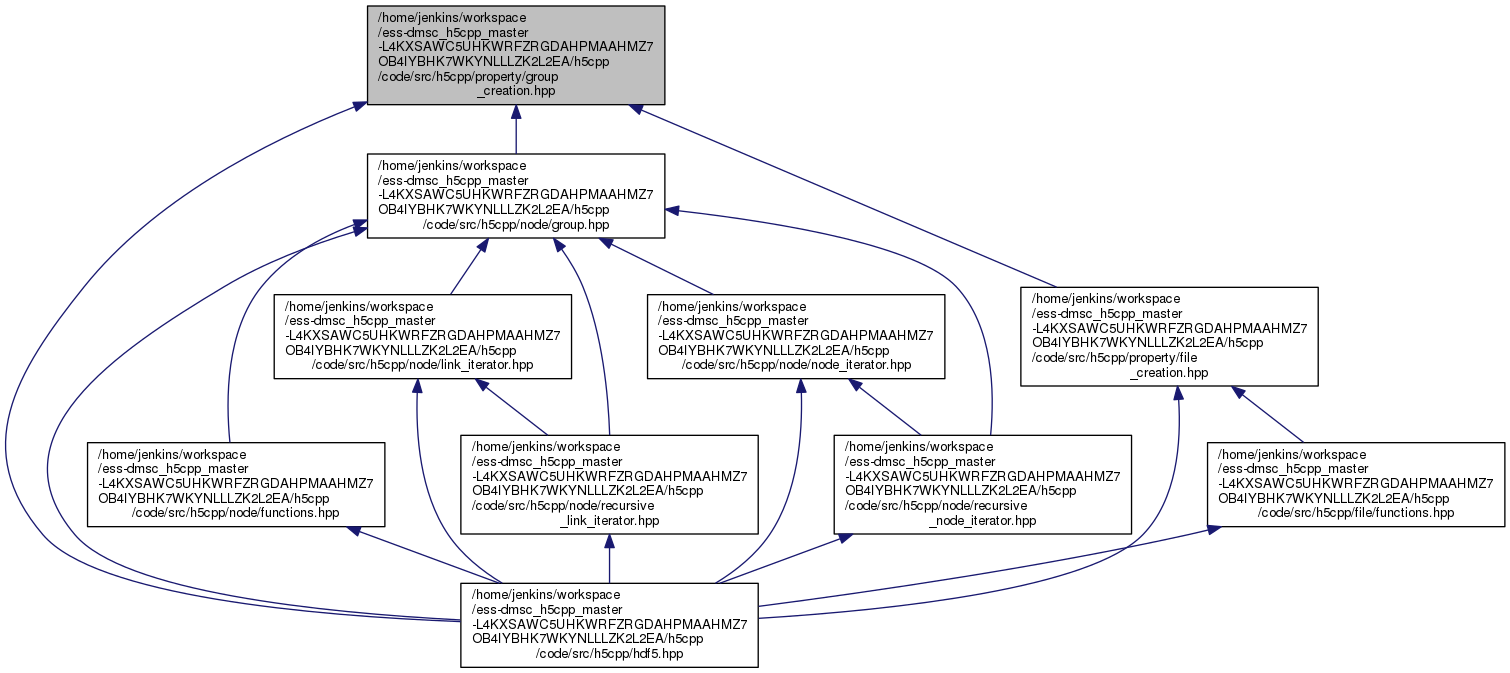 /home/jenkins/workspace
/ess-dmsc_h5cpp_master
-L4KXSAWC5UHKWRFZRGDAHPMAAHMZ7
OB4IYBHK7WKYNLLLZK2L2EA/h5cpp
/code/src/h5cpp/property/group
_creation.hpp
/home/jenkins/workspace
/ess-dmsc_h5cpp_master
-L4KXSAWC5UHKWRFZRGDAHPMAAHMZ7
OB4IYBHK7WKYNLLLZK2L2EA/h5cpp
/code/src/h5cpp/node/group.hpp
/home/jenkins/workspace
/ess-dmsc_h5cpp_master
-L4KXSAWC5UHKWRFZRGDAHPMAAHMZ7
OB4IYBHK7WKYNLLLZK2L2EA/h5cpp
/code/src/h5cpp/node/link_iterator.hpp
/home/jenkins/workspace
/ess-dmsc_h5cpp_master
-L4KXSAWC5UHKWRFZRGDAHPMAAHMZ7
OB4IYBHK7WKYNLLLZK2L2EA/h5cpp
/code/src/h5cpp/node/node_iterator.hpp
/home/jenkins/workspace
/ess-dmsc_h5cpp_master
-L4KXSAWC5UHKWRFZRGDAHPMAAHMZ7
OB4IYBHK7WKYNLLLZK2L2EA/h5cpp
/code/src/h5cpp/property/file
_creation.hpp
/home/jenkins/workspace
/ess-dmsc_h5cpp_master
-L4KXSAWC5UHKWRFZRGDAHPMAAHMZ7
OB4IYBHK7WKYNLLLZK2L2EA/h5cpp
/code/src/h5cpp/node/functions.hpp
/home/jenkins/workspace
/ess-dmsc_h5cpp_master
-L4KXSAWC5UHKWRFZRGDAHPMAAHMZ7
OB4IYBHK7WKYNLLLZK2L2EA/h5cpp
/code/src/h5cpp/node/recursive
_link_iterator.hpp
/home/jenkins/workspace
/ess-dmsc_h5cpp_master
-L4KXSAWC5UHKWRFZRGDAHPMAAHMZ7
OB4IYBHK7WKYNLLLZK2L2EA/h5cpp
/code/src/h5cpp/node/recursive
_node_iterator.hpp
/home/jenkins/workspace
/ess-dmsc_h5cpp_master
-L4KXSAWC5UHKWRFZRGDAHPMAAHMZ7
OB4IYBHK7WKYNLLLZK2L2EA/h5cpp
/code/src/h5cpp/file/functions.hpp
/home/jenkins/workspace
/ess-dmsc_h5cpp_master
-L4KXSAWC5UHKWRFZRGDAHPMAAHMZ7
OB4IYBHK7WKYNLLLZK2L2EA/h5cpp
/code/src/h5cpp/hdf5.hpp